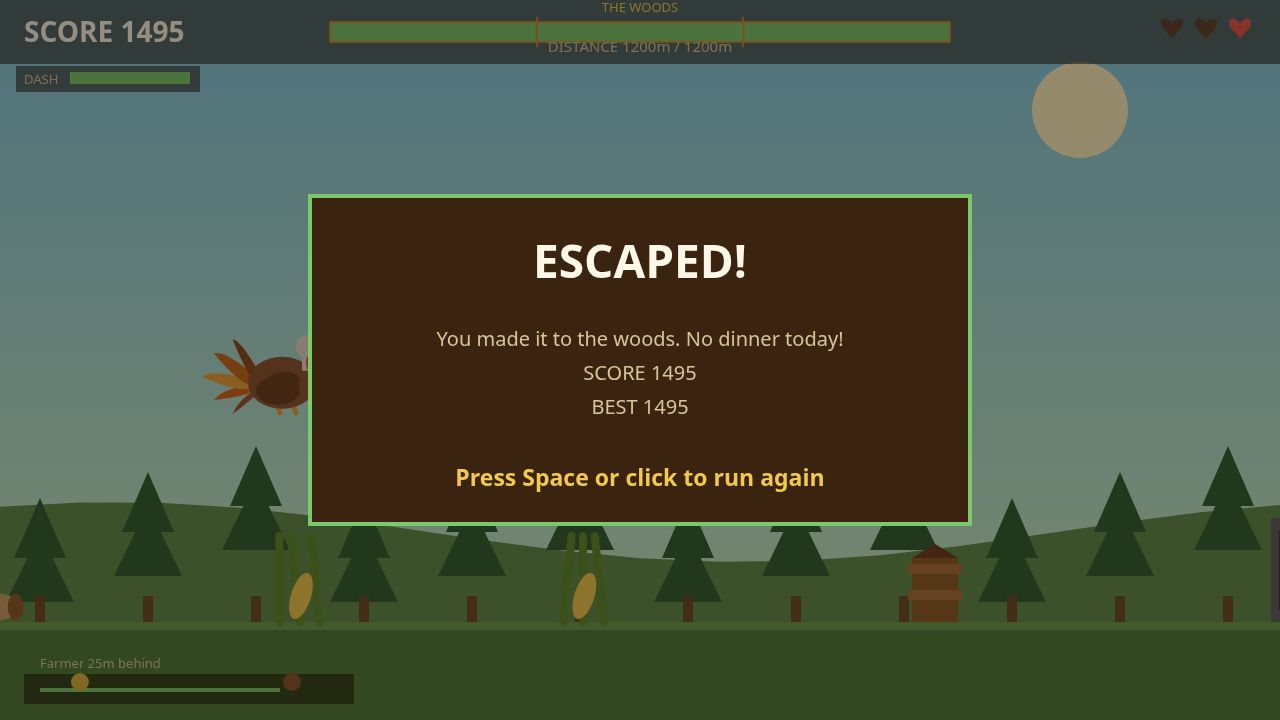 THE WOODS
SCORE 1495
DISTANCE 1200m / 1200m
DASH
ESCAPED!
You made it to the woods. No dinner today!
SCORE 1495
BEST 1495
Press Space or click to run again
Farmer 25m behind